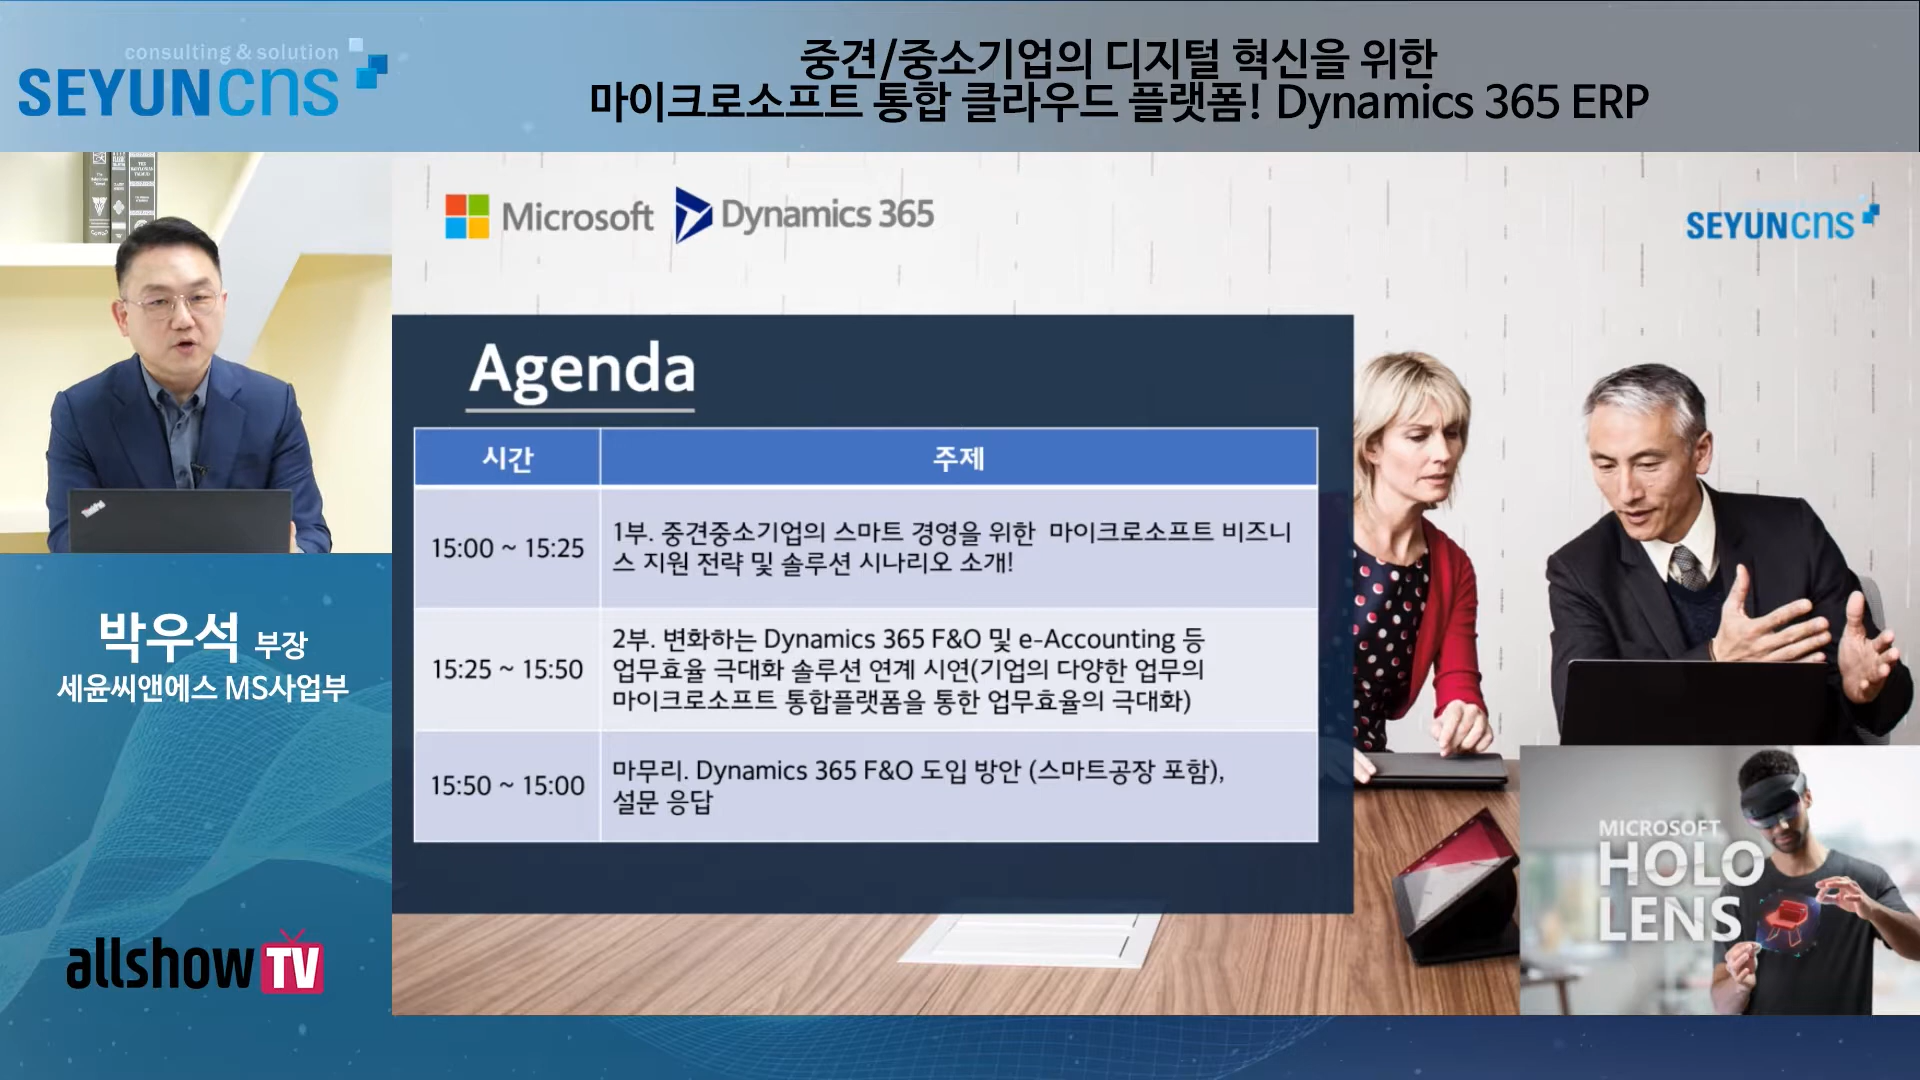 consulting & solution
SEYUNCNS
중견/중소기업의 디지털 혁신을 위한
마이크로소프트 통합 클라우드 플랫폼! Dynamics 365 ERP
Microsoft Dynamics 365
SEYUNCNS
Agenda
시간 주제
15:00 ~ 15:25
1부. 중견중소기업의 스마트 경영을 위한 마이크로소프트 비즈니
스 지원 전략 및 솔루션 시나리오 소개!
15:25 ~ 15:50
2부. 변화하는 Dynamics 365 F&O 및 e-Accounting 등
업무효율 극대화 솔루션 연계 시연(기업의 다양한 업무의
마이크로소프트 통합플랫폼을 통한 업무효율의 극대화)
15:50 ~ 15:00
마무리. Dynamics 365 F&O 도입 방안 (스마트공장 포함),
설문 응답
ThinkPad
박우석 부장
세윤씨앤에스 MS사업부
allshow TV
MICROSOFT
HOLO
LENS